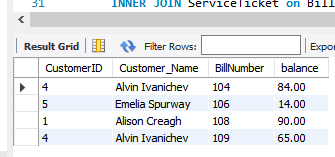 31 INNER JOIN ServiceTicket on Bill
Result Grid Filter Rows: Expor
CustomerID Customer_Name BillNumber balance
4 Alvin Ivanichev 104 84.00
5 Emelia Spurway 106 14.00
1 Alison Creagh 108 90.00
4 Alvin Ivanichev 109 65.00